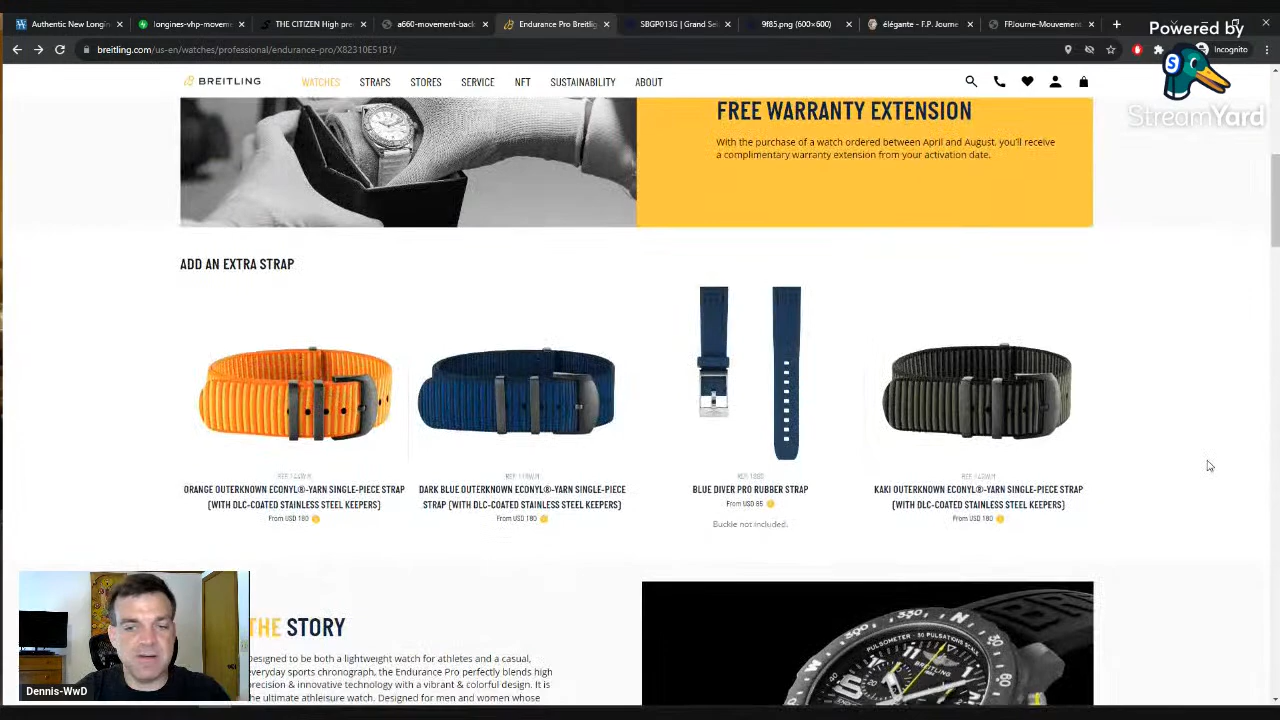 Authentic New Longin
longines-vhp-moveme
THE CITIZEN High pre
a660-movement-back
Endurance Pro Breitlin
SBGP013G | Grand Sei
9f85.png (600×600)
élégante - F.P. Journe
FPJourne-Mouvement
breitling.com/us-en/watches/professional/endurance-pro/X82310E51B1/
Incognito
Powered by
StreamYard
BREITLING
WATCHES STRAPS STORES SERVICE NFT SUSTAINABILITY ABOUT
FREE WARRANTY EXTENSION
With the purchase of a watch ordered between April and August, you'll receive
a complimentary warranty extension from your activation date.
ADD AN EXTRA STRAP
ORANGE OUTERKNOWN ECONYL®-YARN SINGLE-PIECE STRAP
(WITH DLC-COATED STAINLESS STEEL KEEPERS)
From USD 180
DARK BLUE OUTERKNOWN ECONYL®-YARN SINGLE-PIECE
STRAP (WITH DLC-COATED STAINLESS STEEL KEEPERS)
From USD 180
BLUE DIVER PRO RUBBER STRAP
From USD 85
Buckle not included.
KAKI OUTERKNOWN ECONYL®-YARN SINGLE-PIECE STRAP
(WITH DLC-COATED STAINLESS STEEL KEEPERS)
From USD 180
THE STORY
Designed to be both a lightweight watch for athletes and a casual,
everyday sports chronograph, the Endurance Pro perfectly blends high
precision & innovative technology with a vibrant & colorful design. It is
the ultimate athleisure watch. Designed for men and women whose
PULSOMETER - 30 PULSATIONS
Dennis-WwD